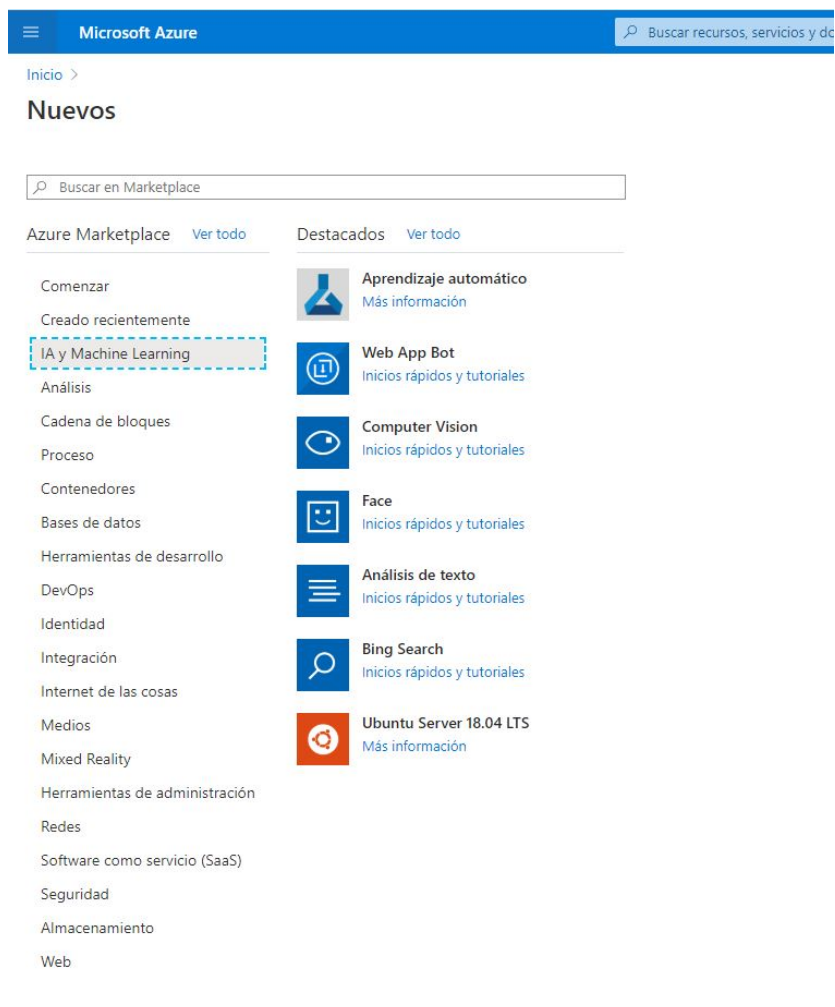 Microsoft Azure
Buscar recursos, servicios y do
Inicio >
Nuevos
Buscar en Marketplace
Azure Marketplace Ver todo
Comenzar
Creado recientemente
IA y Machine Learning
Análisis
Cadena de bloques
Proceso
Contenedores
Bases de datos
Herramientas de desarrollo
DevOps
Identidad
Integración
Internet de las cosas
Medios
Mixed Reality
Herramientas de administración
Redes
Software como servicio (SaaS)
Seguridad
Almacenamiento
Web
Destacados Ver todo
Aprendizaje automático
Más información
Web App Bot
Inicios rápidos y tutoriales
Computer Vision
Inicios rápidos y tutoriales
Face
Inicios rápidos y tutoriales
Análisis de texto
Inicios rápidos y tutoriales
Bing Search
Inicios rápidos y tutoriales
Ubuntu Server 18.04 LTS
Más información